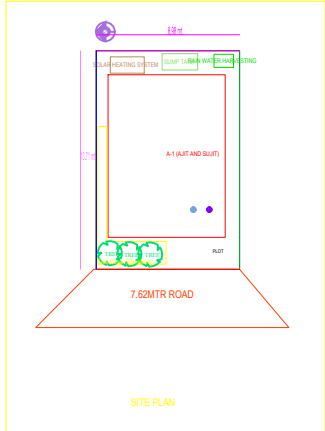 SOLAR HEATING SYSTEM
SUMP TANK
RAIN WATER HARVESTING
A-1 (AJIT AND SUJIT)
TREE
TREE
TREE
PLOT
7.62MTR ROAD
SITE PLAN